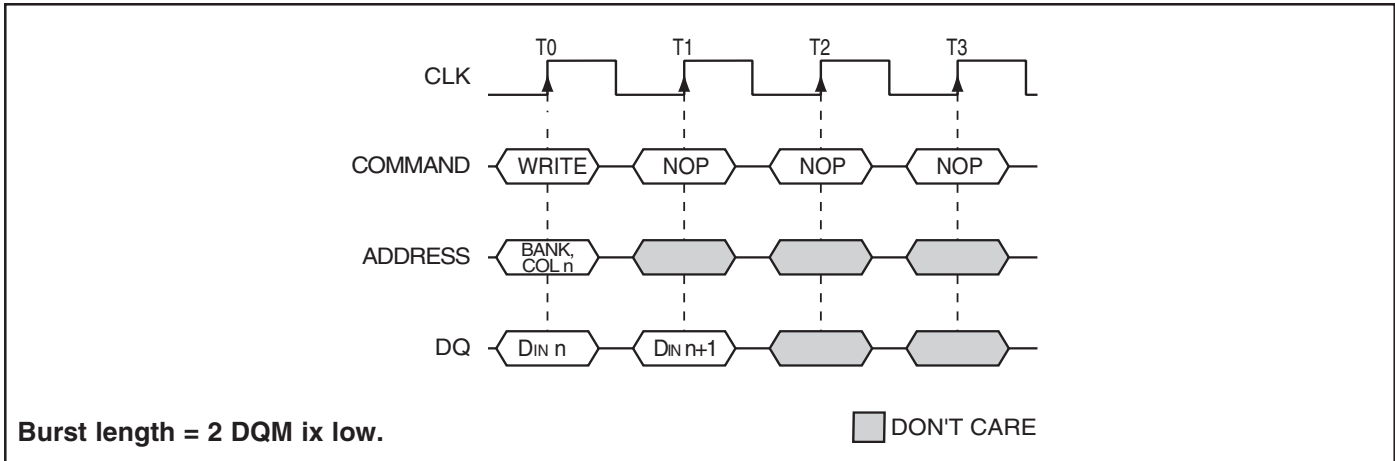 T0 T1 T2 T3
CLK
COMMAND WRITE NOP NOP NOP
ADDRESS BANK, COL n
DQ DIN n DIN n+1
Burst length = 2 DQM ix low.
DON'T CARE